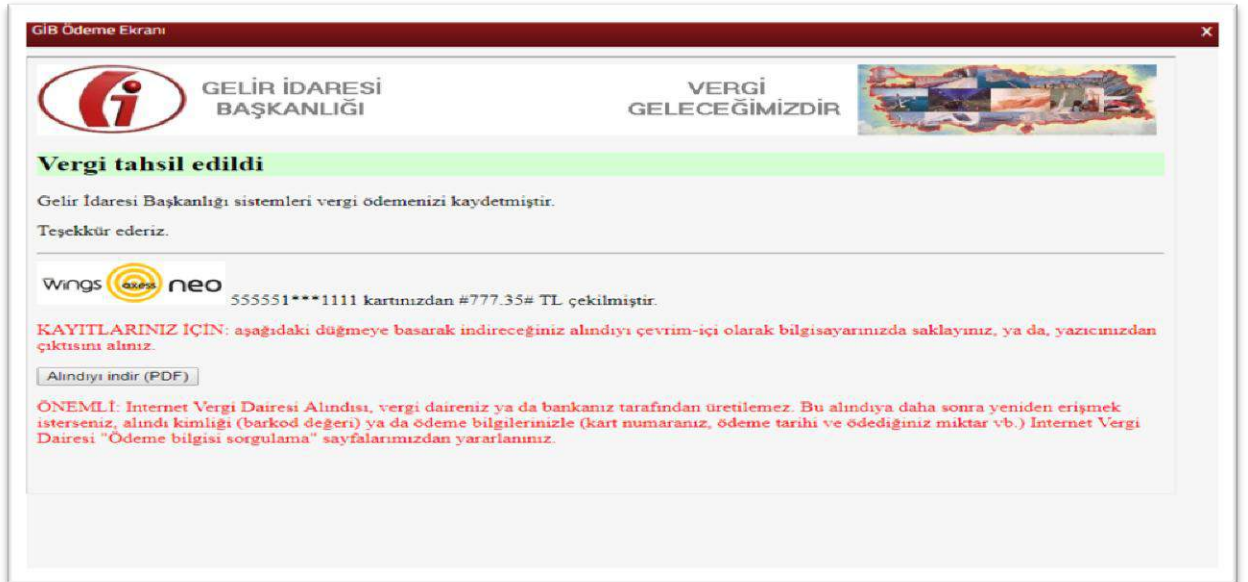 GİB Ödeme Ekranı X
GELİR İDARESİ
BAŞKANLIĞI
VERGİ
GELECEĞİMİZDİR
Vergi tahsil edildi
Gelir İdaresi Başkanlığı sistemleri vergi ödemenizi kaydetmiştir.
Teşekkür ederiz.
Wings axess neo 555551***1111 kartınızdan #777.35# TL çekilmiştir.
KAYITLARINIZ İÇİN: aşağıdaki düğmeye basarak indireceğiniz alındıyı çevrim-içi olarak bilgisayarınızda saklayınız, ya da, yazıcınızdan
çıktısını alınız.
Alındıyı indir (PDF)
ÖNEMLİ: Internet Vergi Dairesi Alındısı, vergi daireniz ya da bankanız tarafından üretilemez. Bu alındıya daha sonra yeniden erişmek
isterseniz, alındı kimliği (barkod değeri) ya da ödeme bilgilerinizle (kart numaranız, ödeme tarihi ve ödediğiniz miktar vb.) Internet Vergi
Dairesi "Ödeme bilgisi sorgulama" sayfalarımızdan yararlanınız.